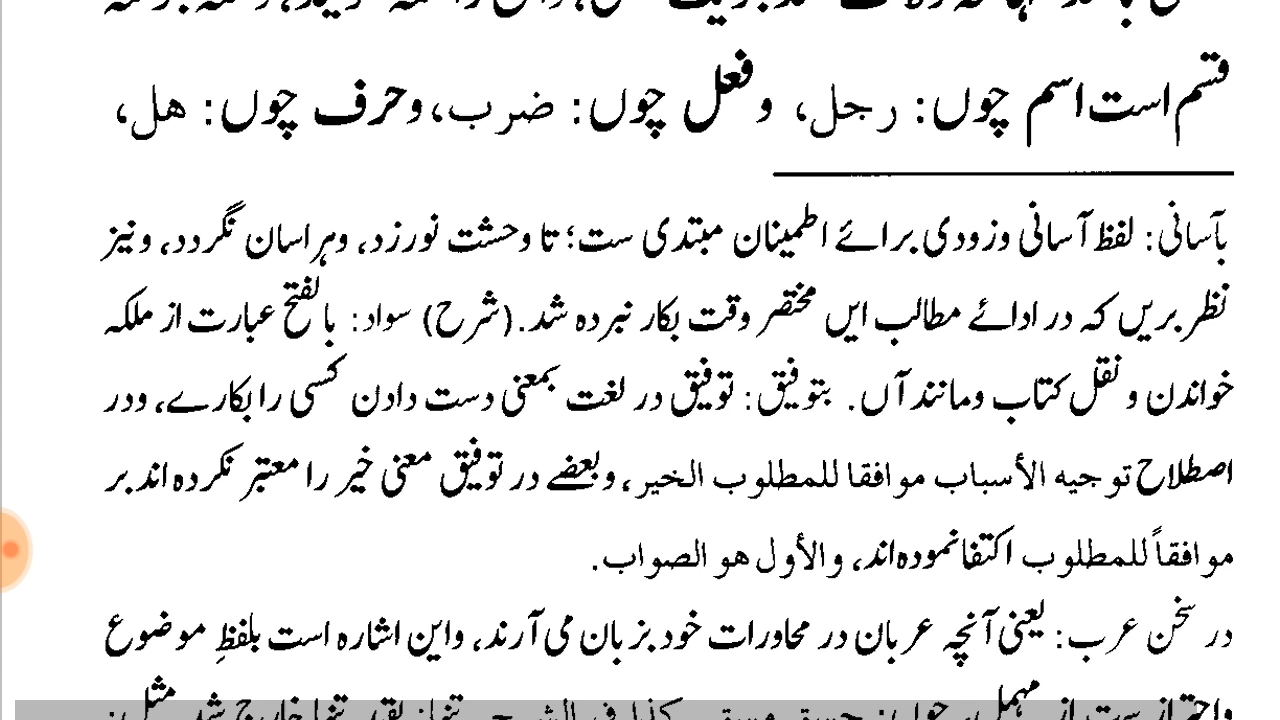 قسم است اسم چوں: رجل، وفعل چوں: ضرب، وحرف چوں: هل،
بآسانی: لفظ آسانی وزودی برائے اطمینان مبتدی ست؛ تا وحشت نورزد، وہراسان نگردد، ونیز
نظر بریں کہ در ادائے مطالب ایں مختصر وقت بکار نبردہ شد. (شرح) سواد: بالفتح عبارت از ملکہ
خواندن ونقل کتاب ومانند آں. بتوفیق: توفیق در لغت بمعنی دست دادن کسی را بکارے، ودر
اصطلاح توجيه الأسباب موافقا للمطلوب الخير، وبعضے در توفیق معنی خیر را معتبر نکردہ اند بر
موافقاً للمطلوب اکتفا نمودہ اند، والأول هو الصواب.
در سخن عرب: یعنی آنچہ عربان در محاورات خود بزبان می آرند، واین اشارہ است بلفظِ موضوع